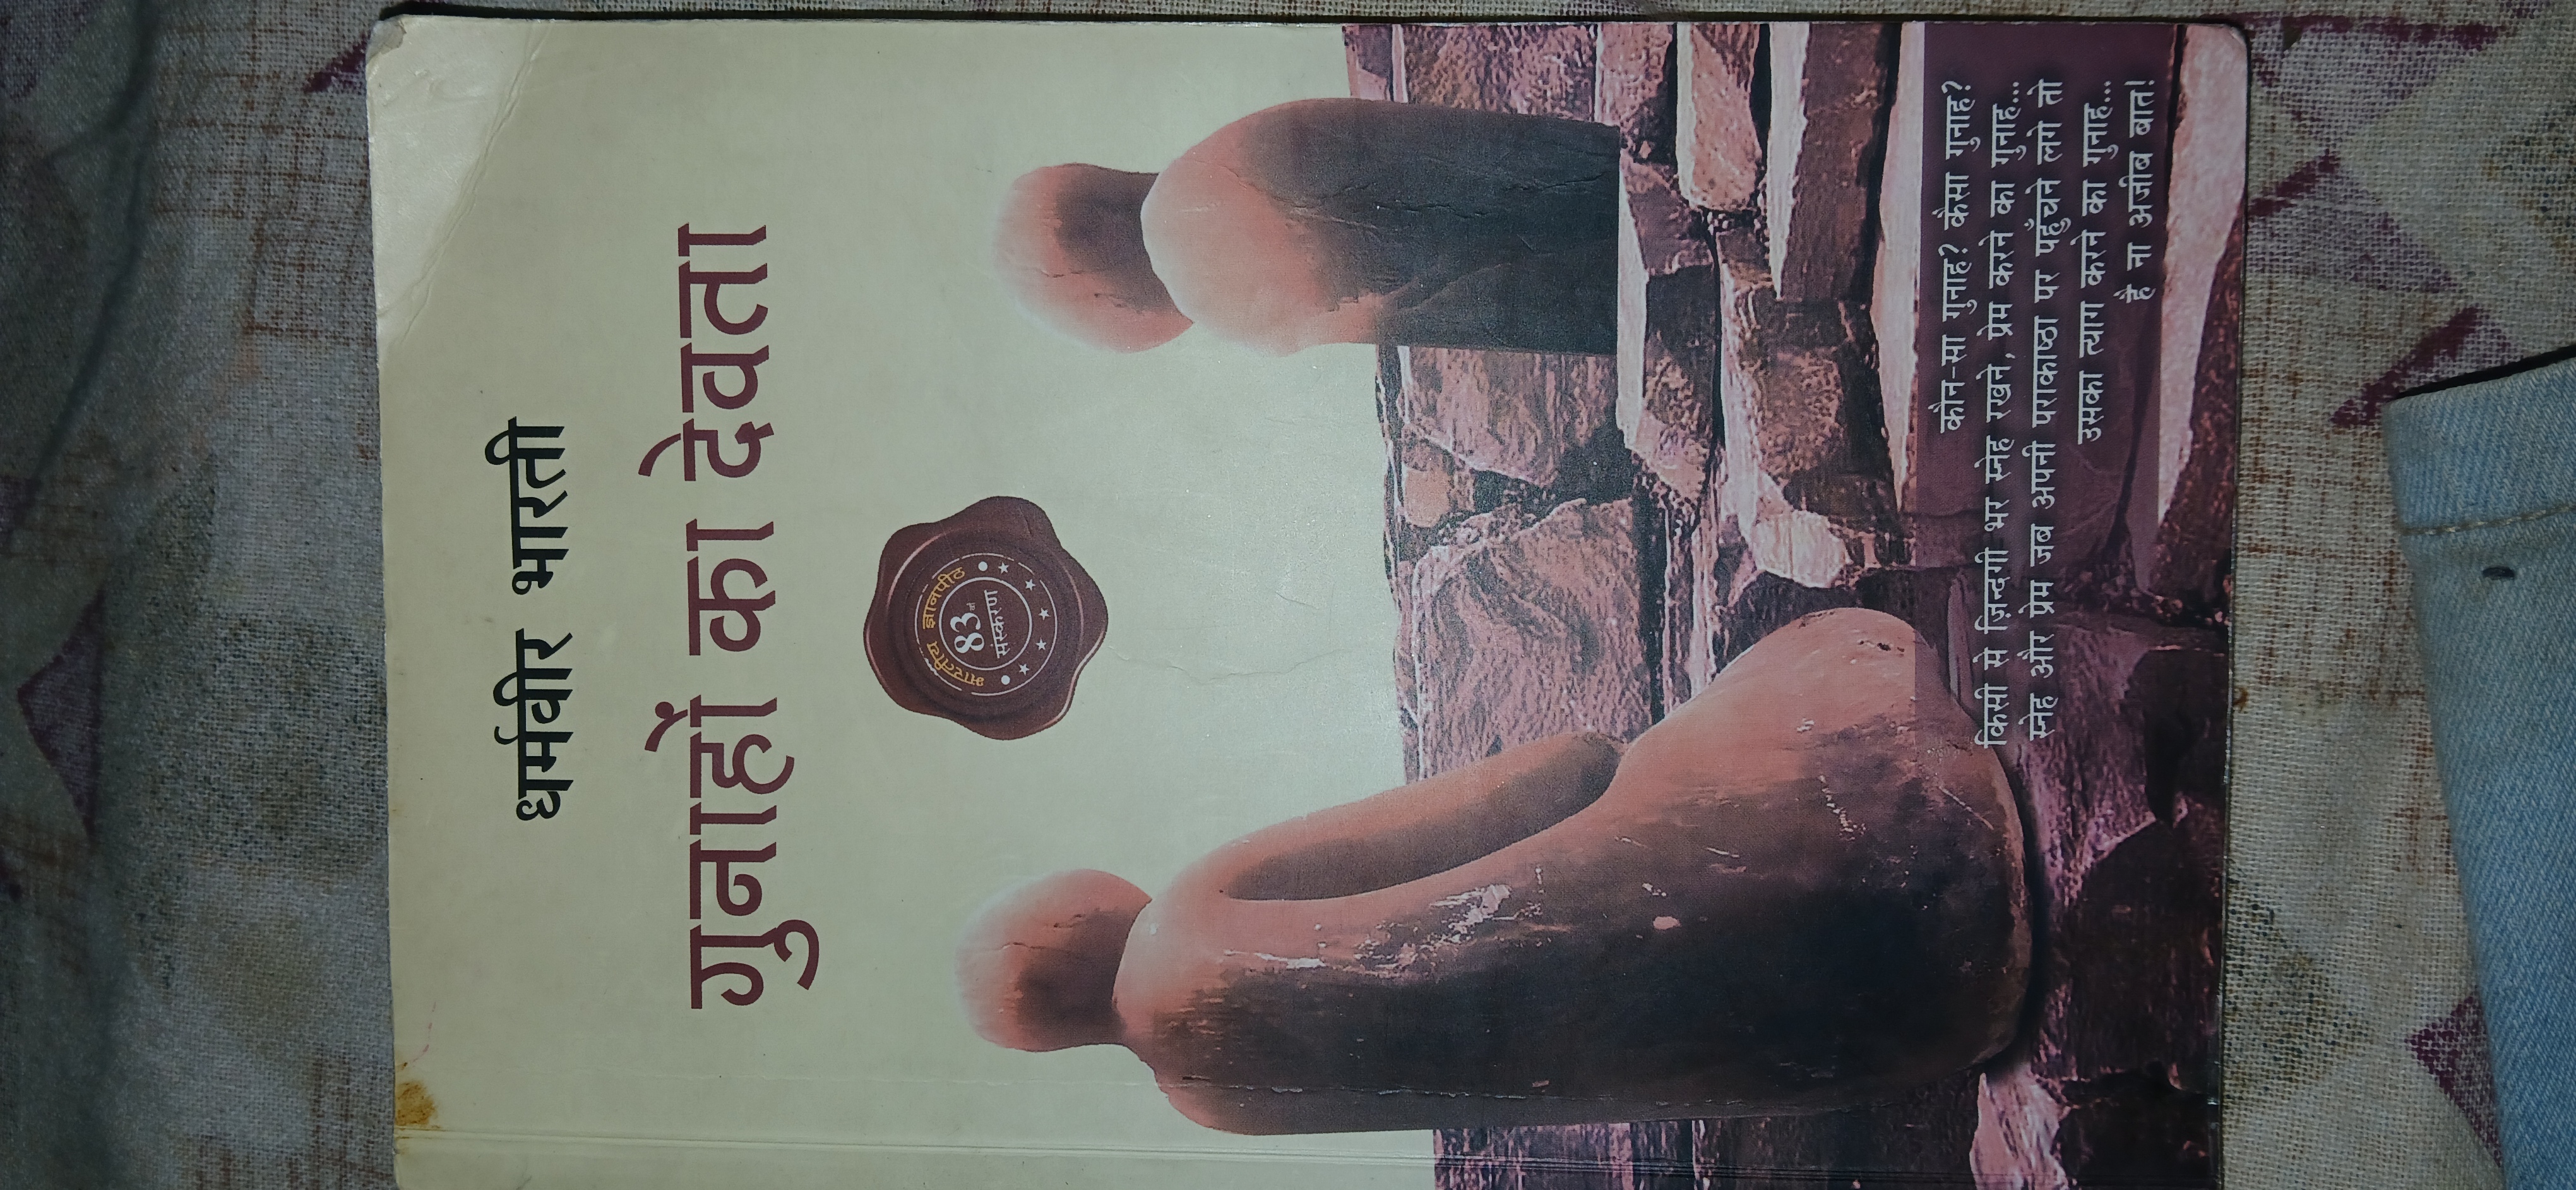 धर्मवीर भारती
गुनाहों का देवता
भारतीय ज्ञानपीठ
83वां
संस्करण
कौन-सा गुनाह? कैसा गुनाह?
किसी से ज़िन्दगी भर स्नेह रखने, प्रेम करने का गुनाह...
स्नेह और प्रेम जब अपनी पराकाष्ठा पर पहुँचने लगे तो
उसका त्याग करने का गुनाह...
है ना अजीब बात!